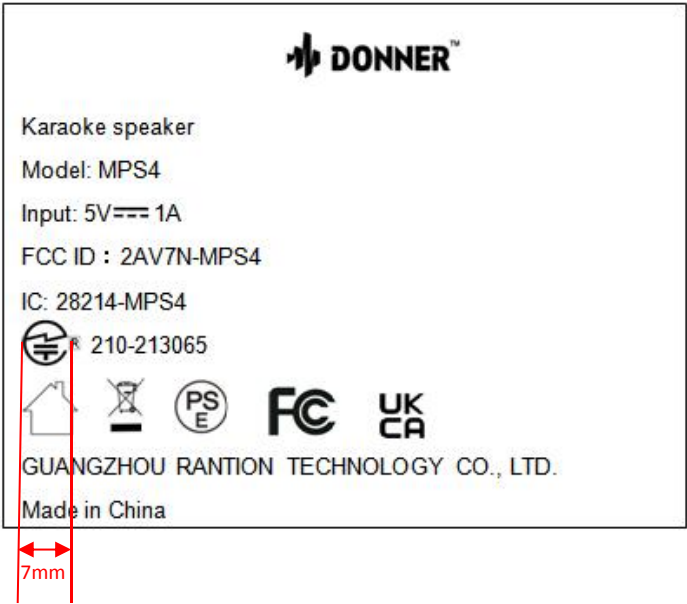 DONNER™
Karaoke speaker
Model: MPS4
Input: 5V⎓1A
FCC ID：2AV7N-MPS4
IC: 28214-MPS4
R 210-213065
PS
E
FC
UK
CA
GUANGZHOU RANTION TECHNOLOGY CO., LTD.
Made in China
7mm